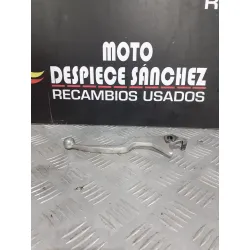 R
MOTO
DESPIECE SÁNCHEZ
RECAMBIOS USADOS